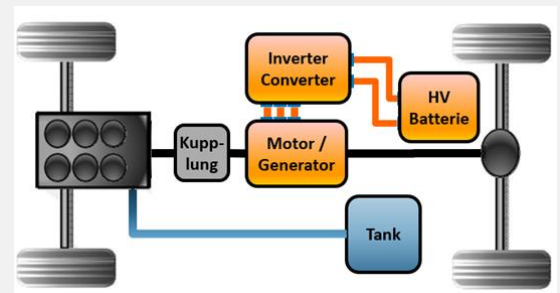 Inverter
Converter
HV
Batterie
Kupp-
lung
Motor /
Generator
Tank